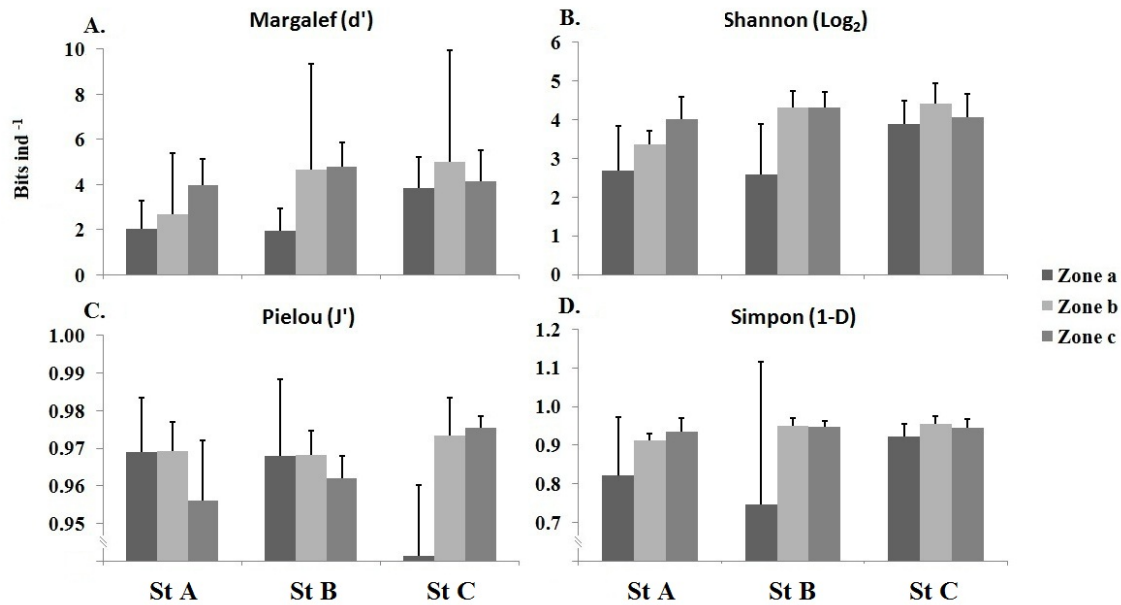 A.
Margalef (d')
Bits ind -1
10
8
6
4
2
0
B.
Shannon (Log2)
6
5
4
3
2
1
0
C.
Pielou (J')
1.00
0.99
0.98
0.97
0.96
0.95
St A St B St C
D.
Simpon (1-D)
1.2
1.1
1.0
0.9
0.8
0.7
St A St B St C
Zone a
Zone b
Zone c